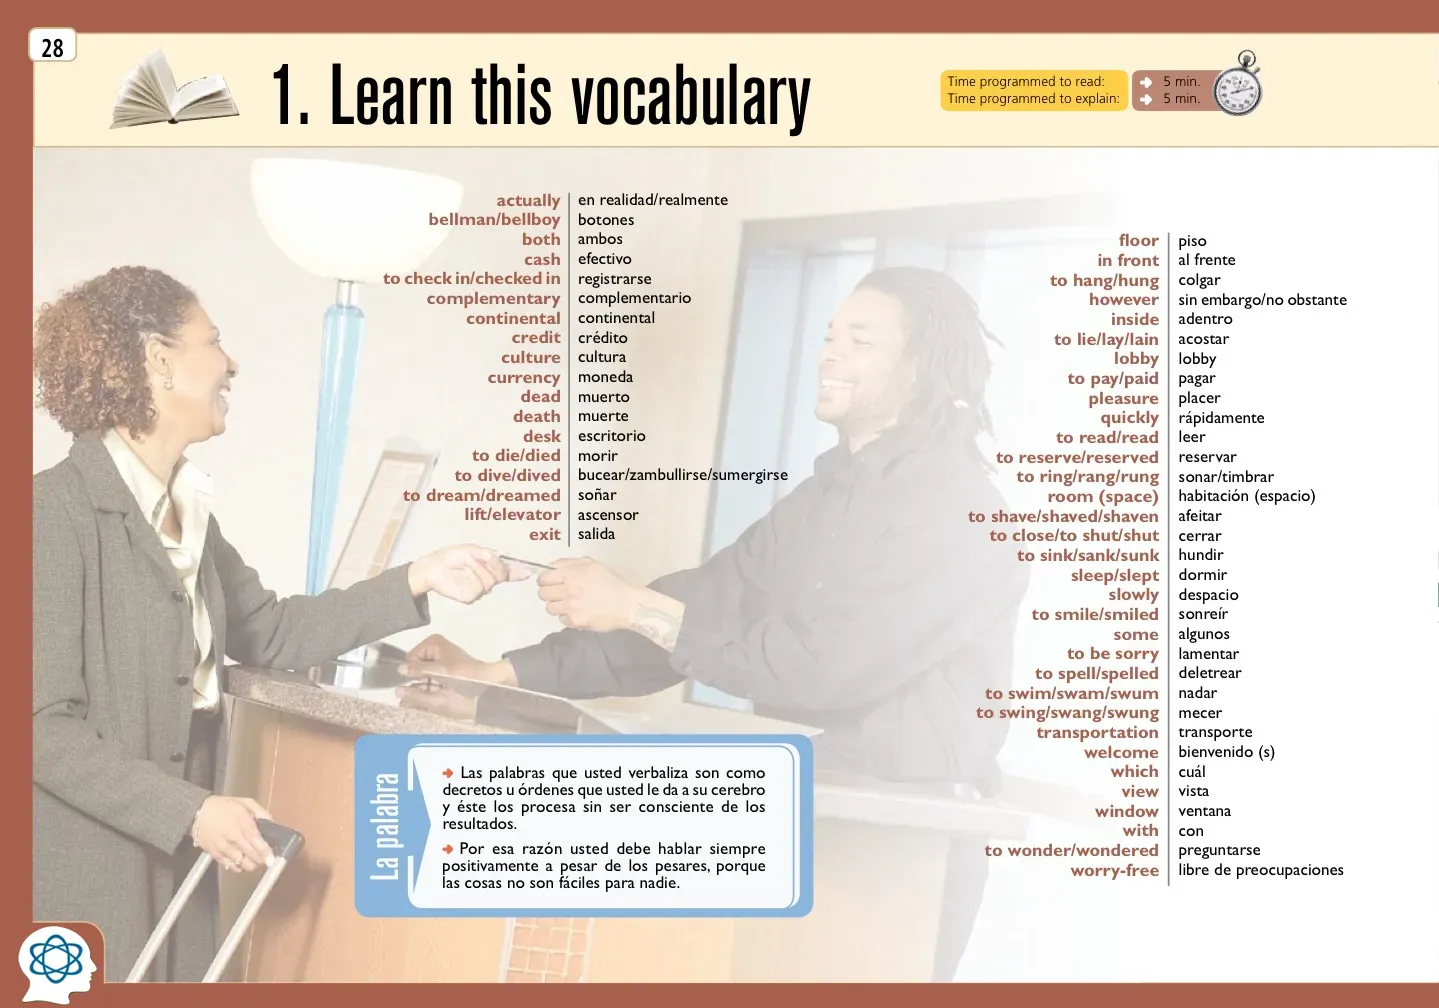 28
1. Learn this vocabulary
Time programmed to read: 5 min.
Time programmed to explain: 5 min.
actually en realidad/realmente
bellman/bellboy botones
both ambos
cash efectivo
to check in/checked in registrarse
complementary complementario
continental continental
credit crédito
culture cultura
currency moneda
dead muerto
death muerte
desk escritorio
to die/died morir
to dive/dived bucear/zambullirse/sumergirse
to dream/dreamed soñar
lift/elevator ascensor
exit salida
floor piso
in front al frente
to hang/hung colgar
however sin embargo/no obstante
inside adentro
to lie/lay/lain acostar
lobby lobby
to pay/paid pagar
pleasure placer
quickly rápidamente
to read/read leer
to reserve/reserved reservar
to ring/rang/rung sonar/timbrar
room (space) habitación (espacio)
to shave/shaved/shaven afeitar
to close/to shut/shut cerrar
to sink/sank/sunk hundir
sleep/slept dormir
slowly despacio
to smile/smiled sonreír
some algunos
to be sorry lamentar
to spell/spelled deletrear
to swim/swam/swum nadar
to swing/swang/swung mecer
transportation transporte
welcome bienvenido (s)
which cuál
view vista
window ventana
with con
to wonder/wondered preguntarse
worry-free libre de preocupaciones
La palabra
Las palabras que usted verbaliza son como
decretos u órdenes que usted le da a su cerebro
y éste los procesa sin ser consciente de los
resultados.
Por esa razón usted debe hablar siempre
positivamente a pesar de los pesares, porque
las cosas no son fáciles para nadie.